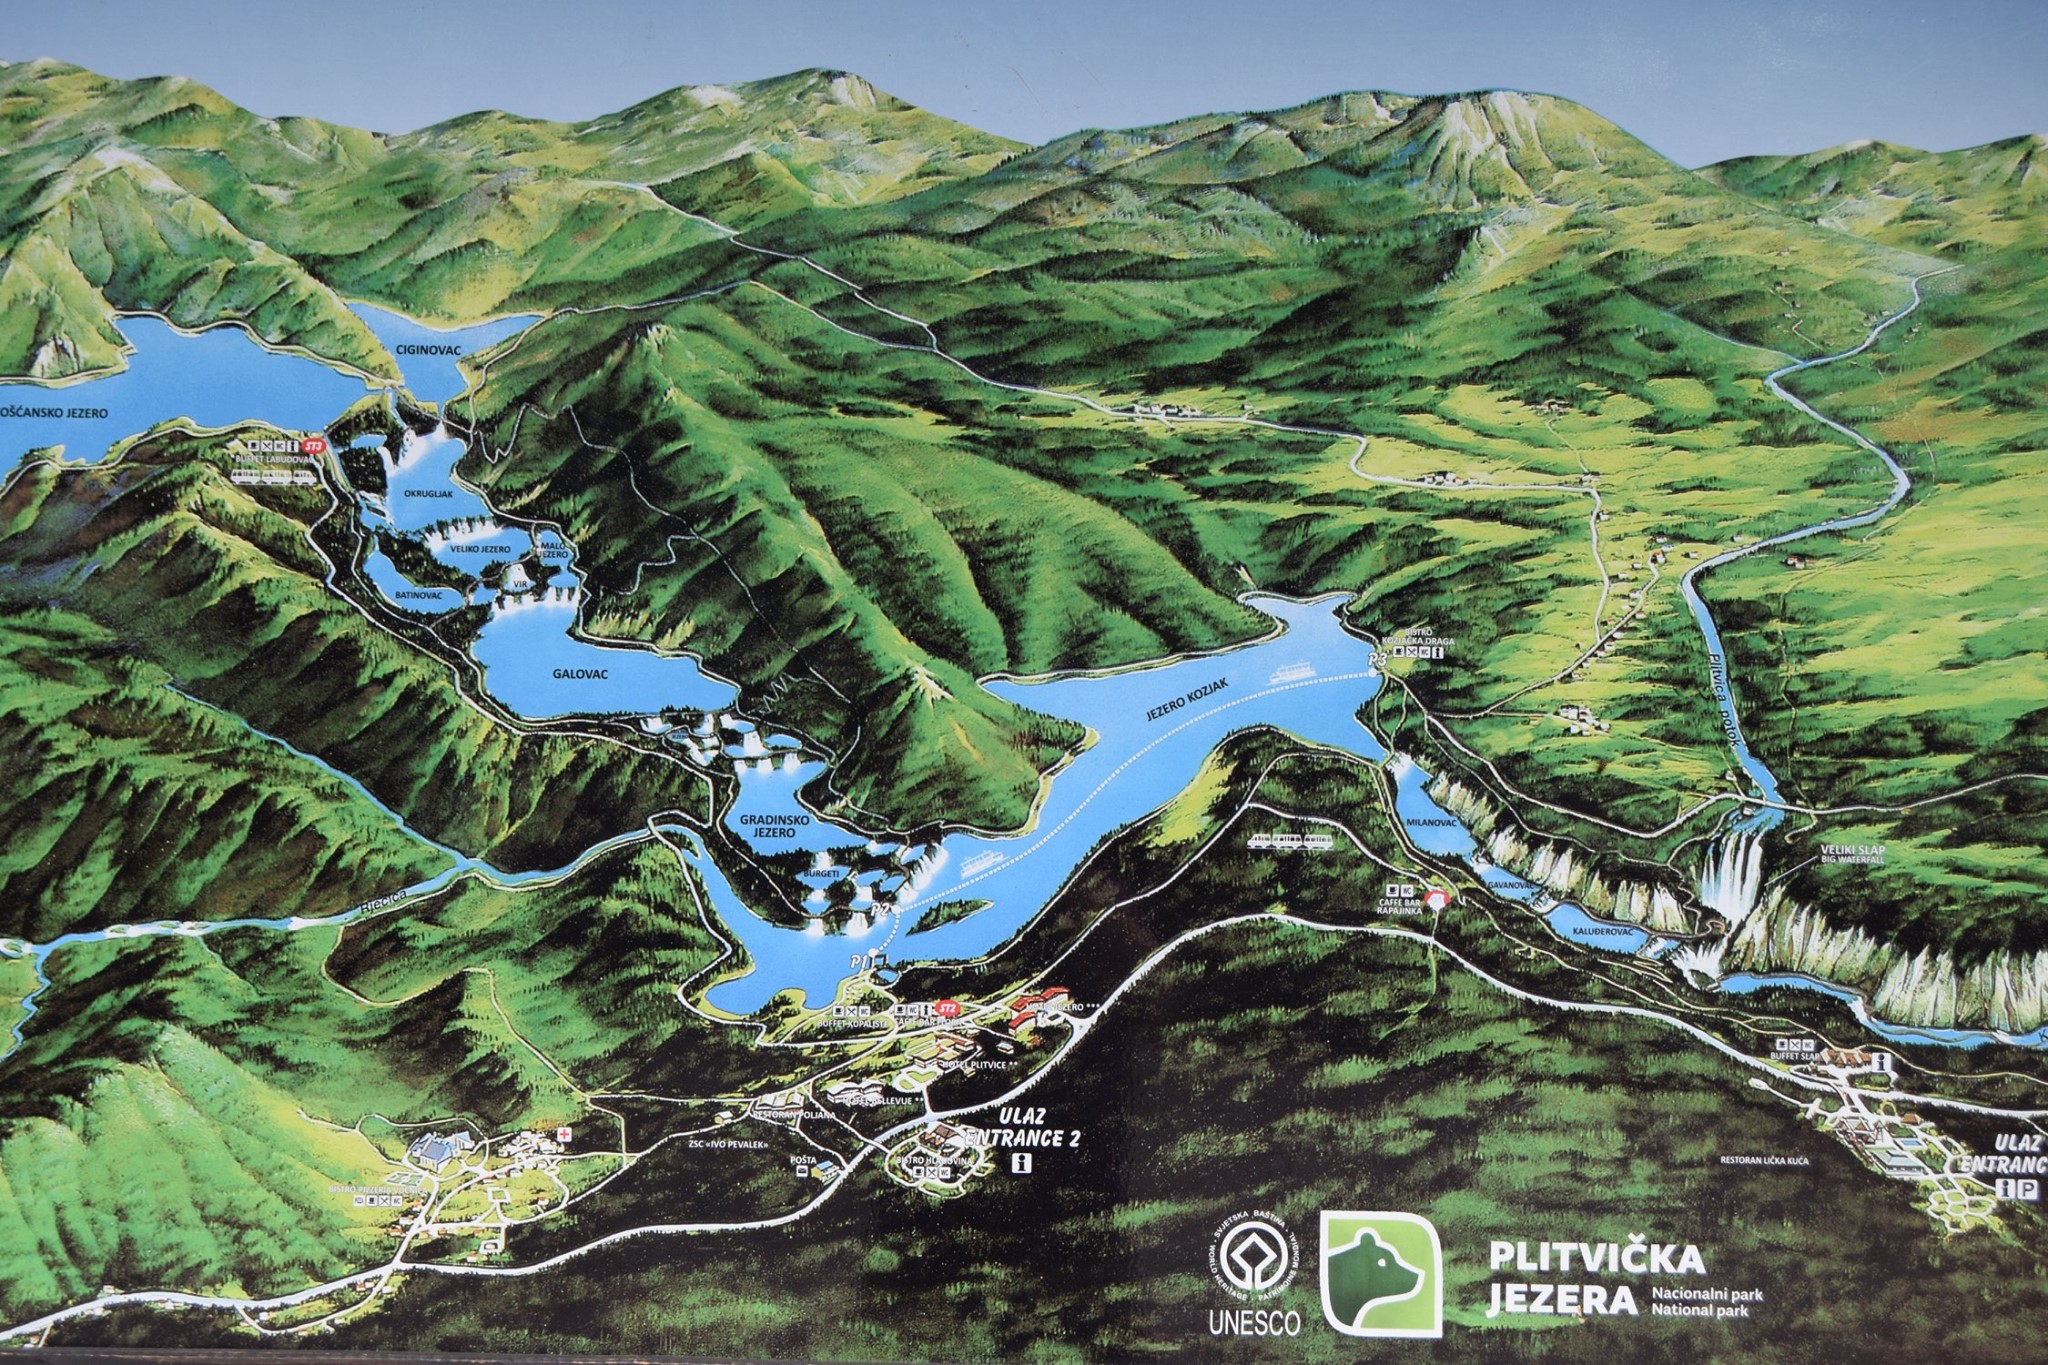 CIGINOVAC
OŠĆANSKO JEZERO
ST3
BUFFET LABUDOVAC
OKRUGLJAK
VELIKO JEZERO
MALO
JEZERO
VIR
BATINOVAC
GALOVAC
BISTRO
KOZJAČKA DRAGA
P3
JEZERO KOZJAK
Plitvica potok
GRADINSKO
JEZERO
MILANOVAC
VELIKI SLAP
BIG WATERFALL
BURGETI
GAVANOVAC
CAFFE BAR
RAPAJINKA
Rječica
P2
KALUĐEROVAC
P1
ST2
BUFFET KOPALIŠTE
CAFFE BAR
JEZERO ***
BUFFET SLAP
HOTEL PLITVICE **
HOTEL BELLEVUE **
RESTORAN POLJANA
ULAZ
ENTRANCE 2
ZSC «IVO PEVALEK»
POŠTA
BISTRO HLADOVINA
ULAZ
ENTRANC
P
RESTORAN LIČKA KUĆA
BISTRO PIZZERIA
SVJETSKA BAŠTINA · WORLD HERITAGE · PATRIMOINE MONDIAL
UNESCO
PLITVIČKA
JEZERA
Nacionalni park
National park